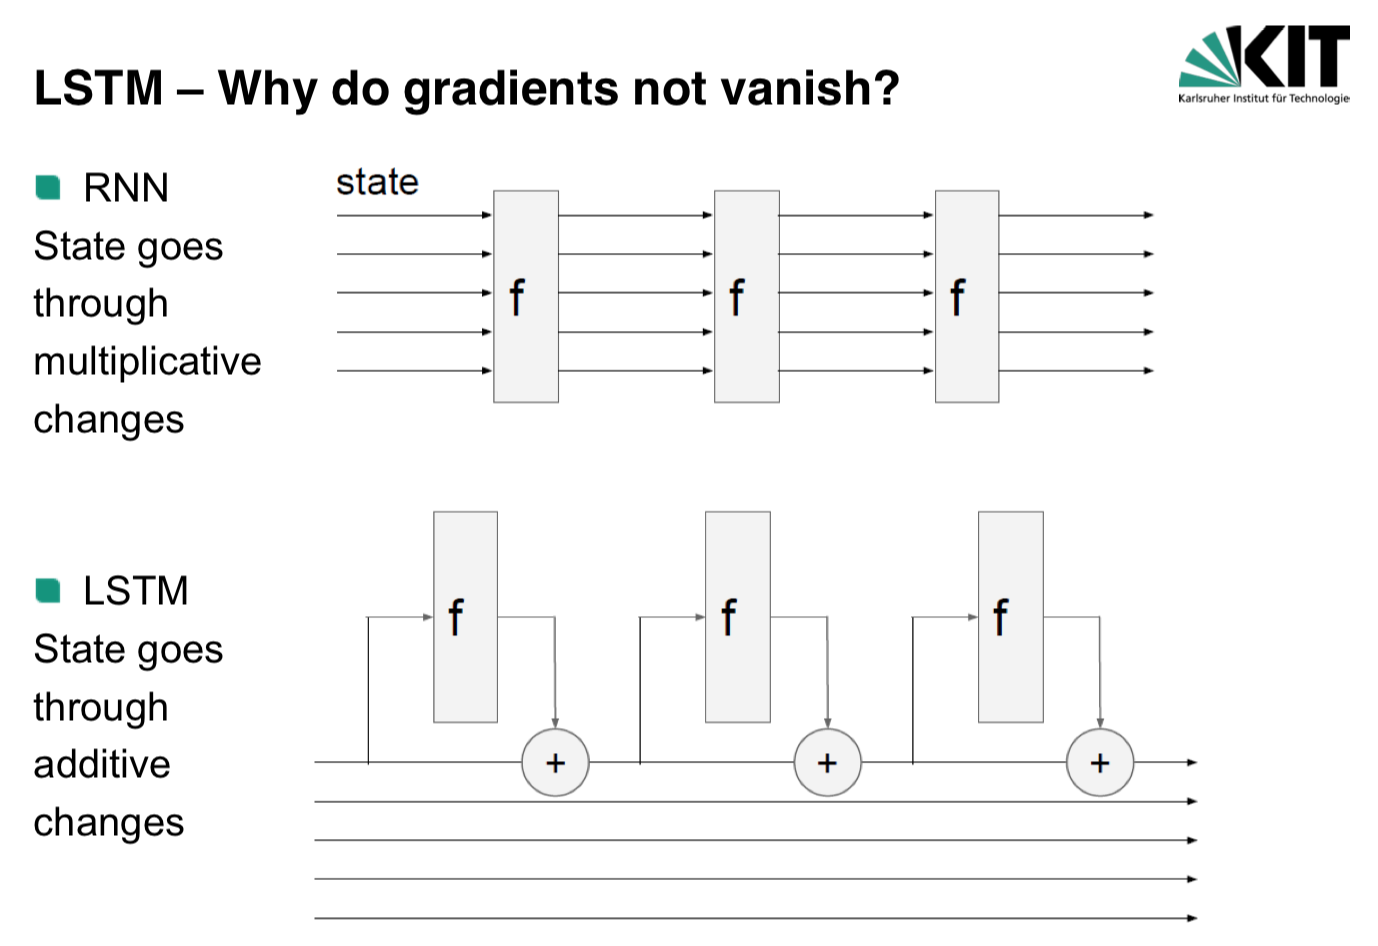 KIT
Karlsruher Institut für Technologie
LSTM – Why do gradients not vanish?
RNN
State goes
through
multiplicative
changes
state
f f f
LSTM
State goes
through
additive
changes
f f f
+ + +